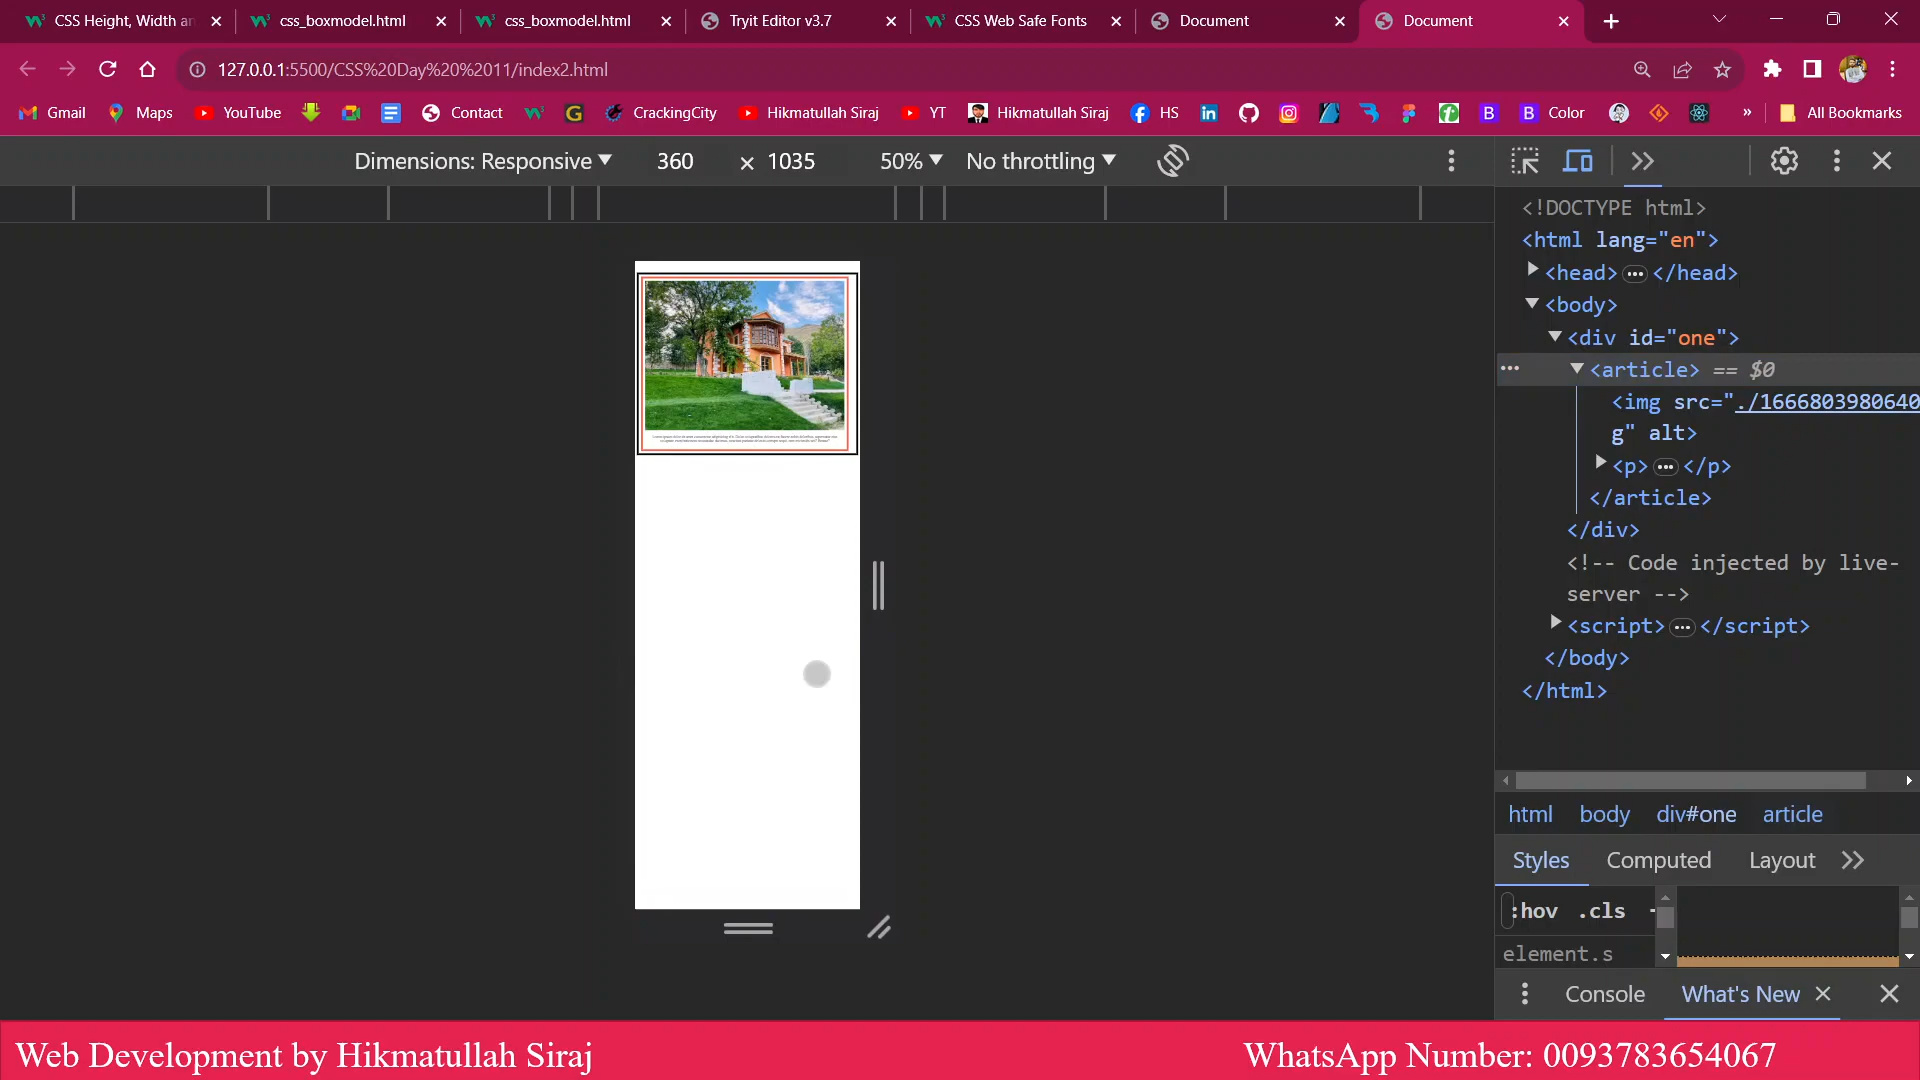 CSS Height, Width an
css_boxmodel.html
css_boxmodel.html
Tryit Editor v3.7
CSS Web Safe Fonts
Document
Document
127.0.0.1:5500/CSS%20Day%20%2011/index2.html
Gmail
Maps
YouTube
Contact
CrackingCity
Hikmatullah Siraj
YT
Hikmatullah Siraj
HS
Color
»
All Bookmarks
Dimensions: Responsive
360 × 1035
50%
No throttling
<!DOCTYPE html>
<html lang="en">
<head> ••• </head>
<body>
<div id="one">
••• <article> == $0
<img src="./1666803980640
g" alt>
<p> ••• </p>
</article>
</div>
<!-- Code injected by live-
server -->
<script> ••• </script>
</body>
</html>
html body div#one article
Styles Computed Layout
:hov .cls
element.s
Console What's New
Web Development by Hikmatullah Siraj
WhatsApp Number: 0093783654067